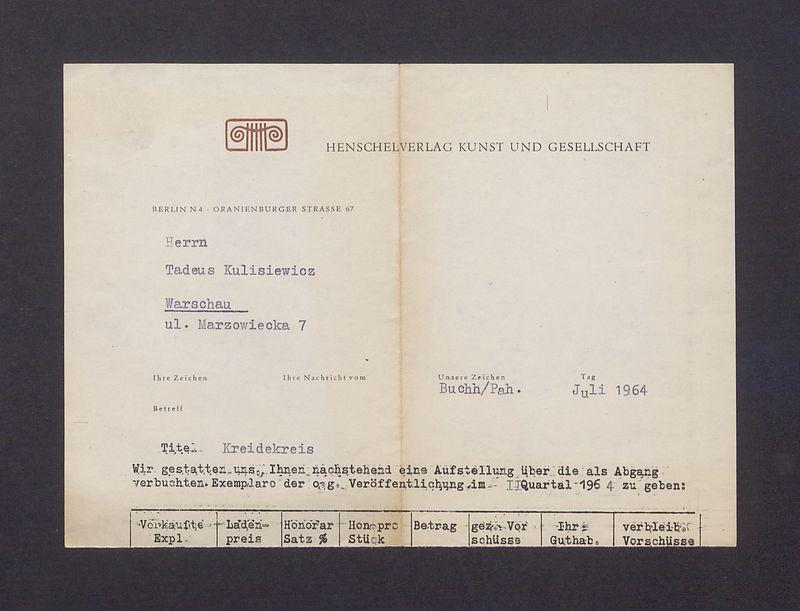 HENSCHELVERLAG KUNST UND GESELLSCHAFT
BERLIN N 4 · ORANIENBURGER STRASSE 67
Herrn
Tadeus Kulisiewicz
Warschau
ul. Marzowiecka 7
Ihre Zeichen Ihre Nachricht vom Unsere Zeichen Tag
Buchh/Pah. Juli 1964
Betreff
Titel Kreidekreis
Wir gestatten uns, Ihnen nachstehend eine Aufstellung über die als Abgang
verbuchten Exemplare der o.g. Veröffentlichung im II Quartal 196 4 zu geben:
Verkaufte Laden- Honorar Hon.pro Betrag gez. Vor Ihr verbleib.
Expl. preis Satz % Stück schüsse Guthab. Vorschüsse